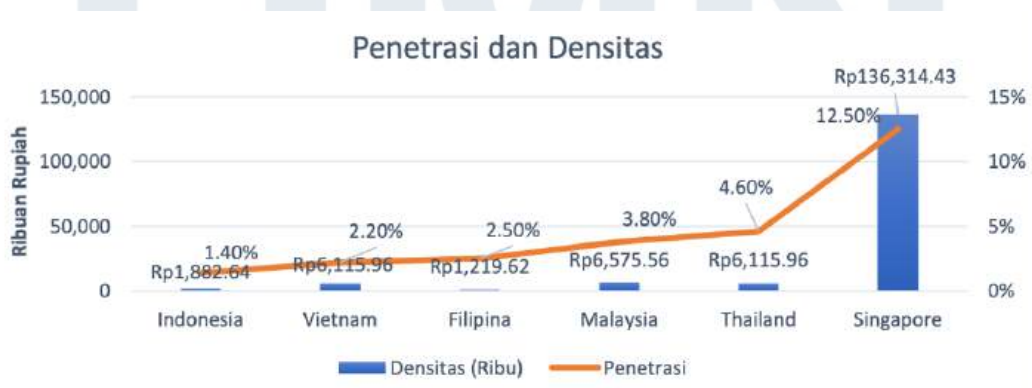 Penetrasi dan Densitas
Rp136,314.43
150,000
15%
12.50%
100,000
10%
4.60%
3.80%
2.50%
2.20%
50,000
5%
1.40%
Rp1,882.64
Rp6,115.96
Rp1,219.62
Rp6,575.56
Rp6,115.96
0
0%
Ribuan Rupiah
Indonesia Vietnam Filipina Malaysia Thailand Singapore
Densitas (Ribu) Penetrasi